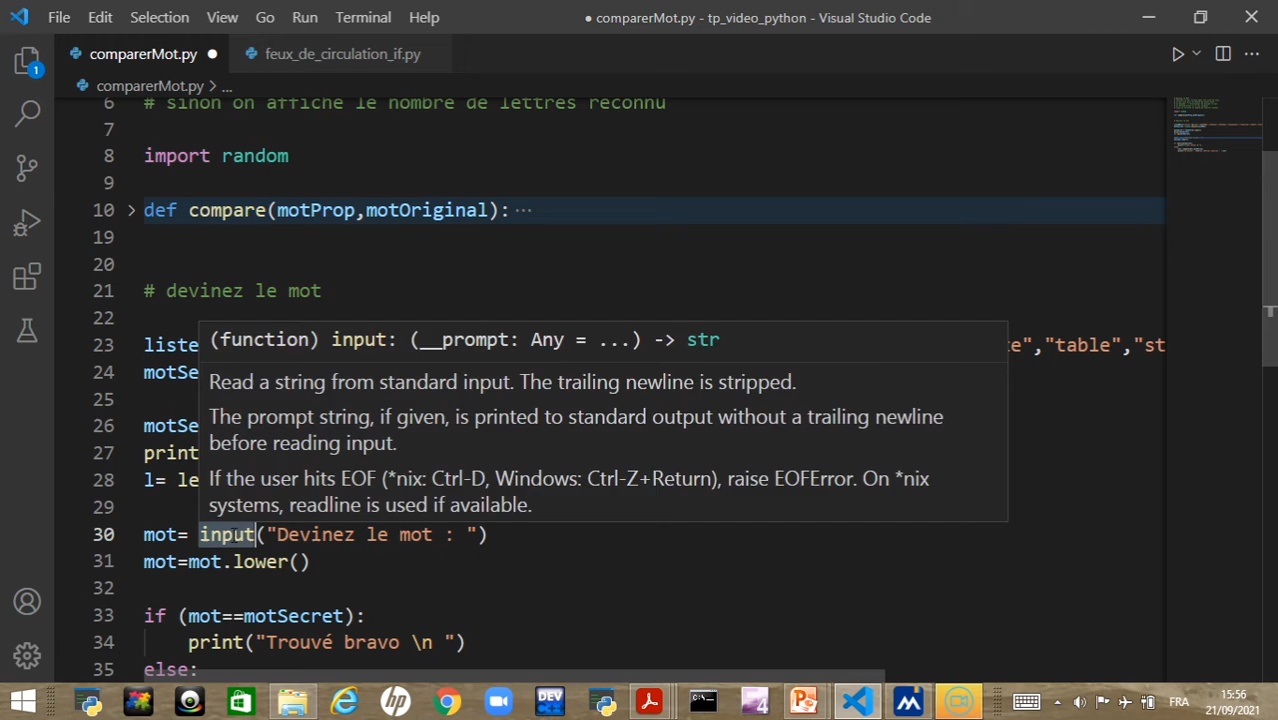 File Edit Selection View Go Run Terminal Help
● comparerMot.py - tp_video_python - Visual Studio Code
1
comparerMot.py ● feux_de_circulation_if.py
comparerMot.py > ...
6 # sinon on affiche le nombre de lettres reconnu
7
8 import random
9
10 > def compare(motProp,motOriginal):···
19
20
21 # devinez le mot
22
(function) input: (__prompt: Any = ...) -> str
23 liste e","table","st
24 motSe
Read a string from standard input. The trailing newline is stripped.
25
The prompt string, if given, is printed to standard output without a trailing newline
26 motSe
before reading input.
27 print
28 l= le
If the user hits EOF (*nix: Ctrl-D, Windows: Ctrl-Z+Return), raise EOFError. On *nix
29
systems, readline is used if available.
30 mot= input("Devinez le mot : ")
31 mot=mot.lower()
32
33 if (mot==motSecret):
34 print("Trouvé bravo \n ")
35 else:
hp
DEV
4
FRA
15:56
21/09/2021